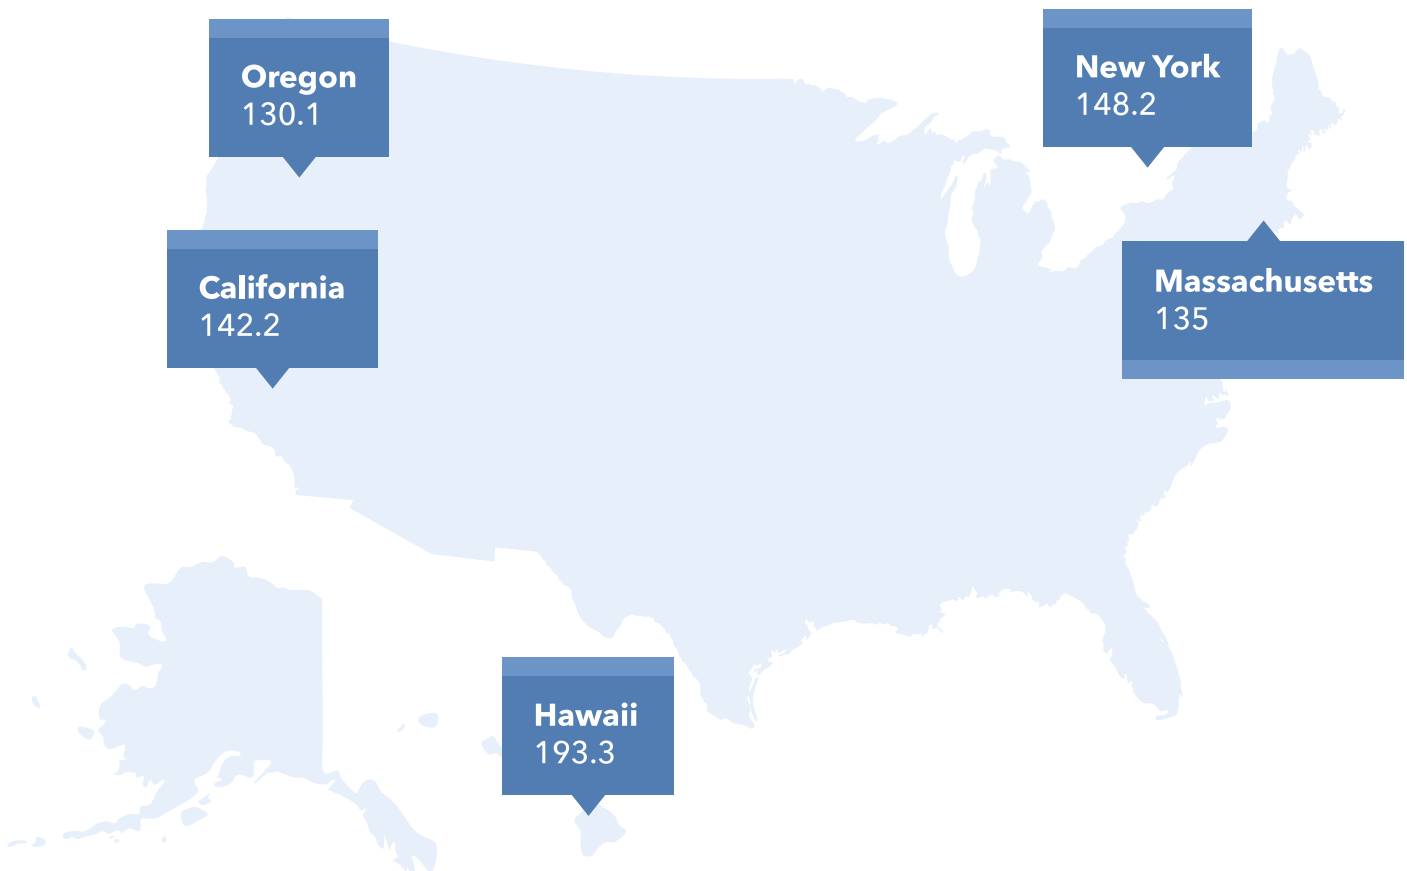 Oregon
130.1
New York
148.2
California
142.2
Massachusetts
135
Hawaii
193.3